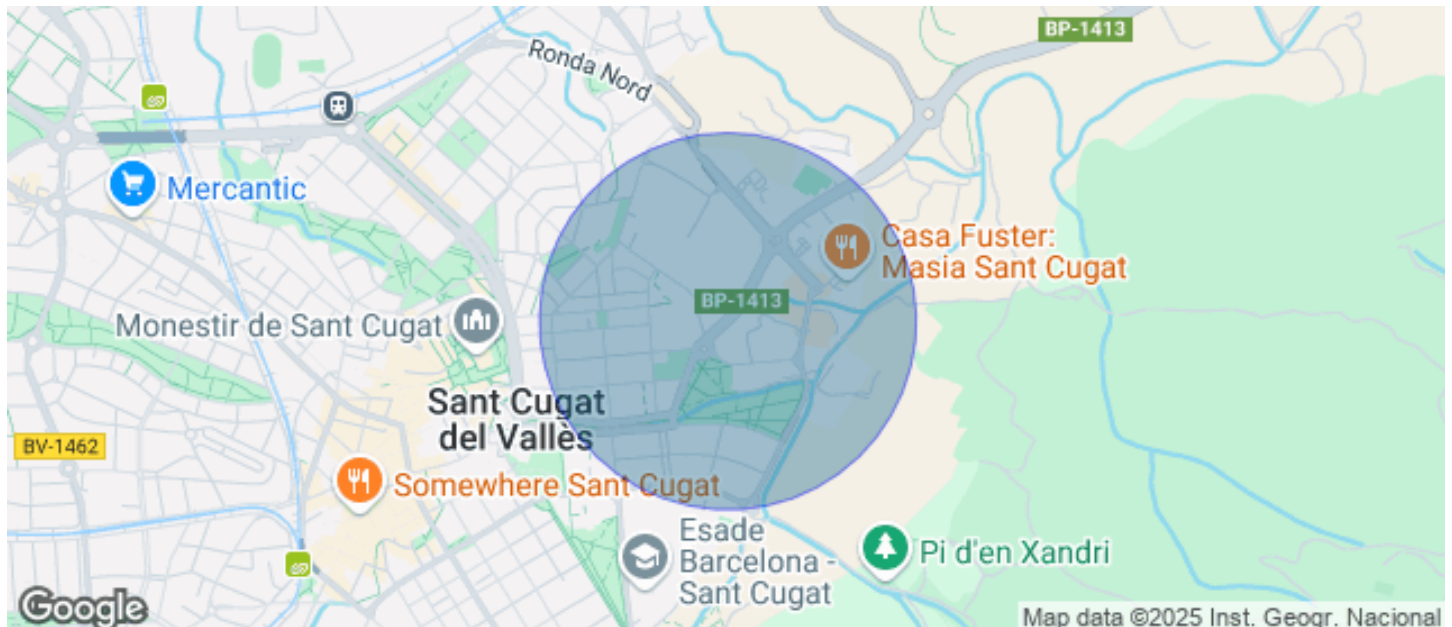 BP-1413
Ronda Nord
Mercantic
Casa Fuster:
Masia Sant Cugat
BP-1413
Monestir de Sant Cugat
Sant Cugat
del Vallès
BV-1462
Somewhere Sant Cugat
Esade
Barcelona -
Sant Cugat
Pi d'en Xandri
Google
Map data ©2025 Inst. Geogr. Nacional